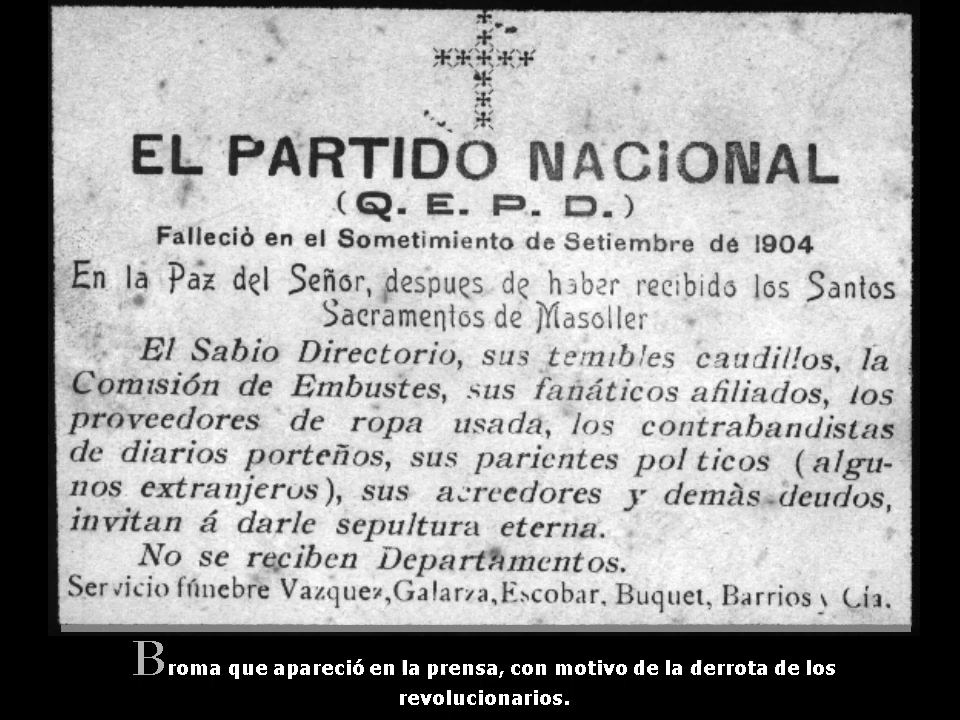 EL PARTIDO NACIONAL
(Q. E. P. D.)
Falleciò en el Sometimiento de Setiembre de 1904
En la Paz del Señor, despues de haber recibido los Santos
Sacramentos de Masoller
El Sabio Directorio, sus temibles caudillos, la
Comisión de Embustes, sus fanáticos afiliados, los
proveedores de ropa usada, los contrabandistas
de diarios porteños, sus parientes pol ticos (algu-
nos extranjeros), sus acreedores y demàs deudos,
invitan á darle sepultura eterna.
No se reciben Departamentos.
Servicio fúnebre Vazquez, Galarza, Escobar, Buquet, Barrios y Cia.
Broma que apareció en la prensa, con motivo de la derrota de los
revolucionarios.